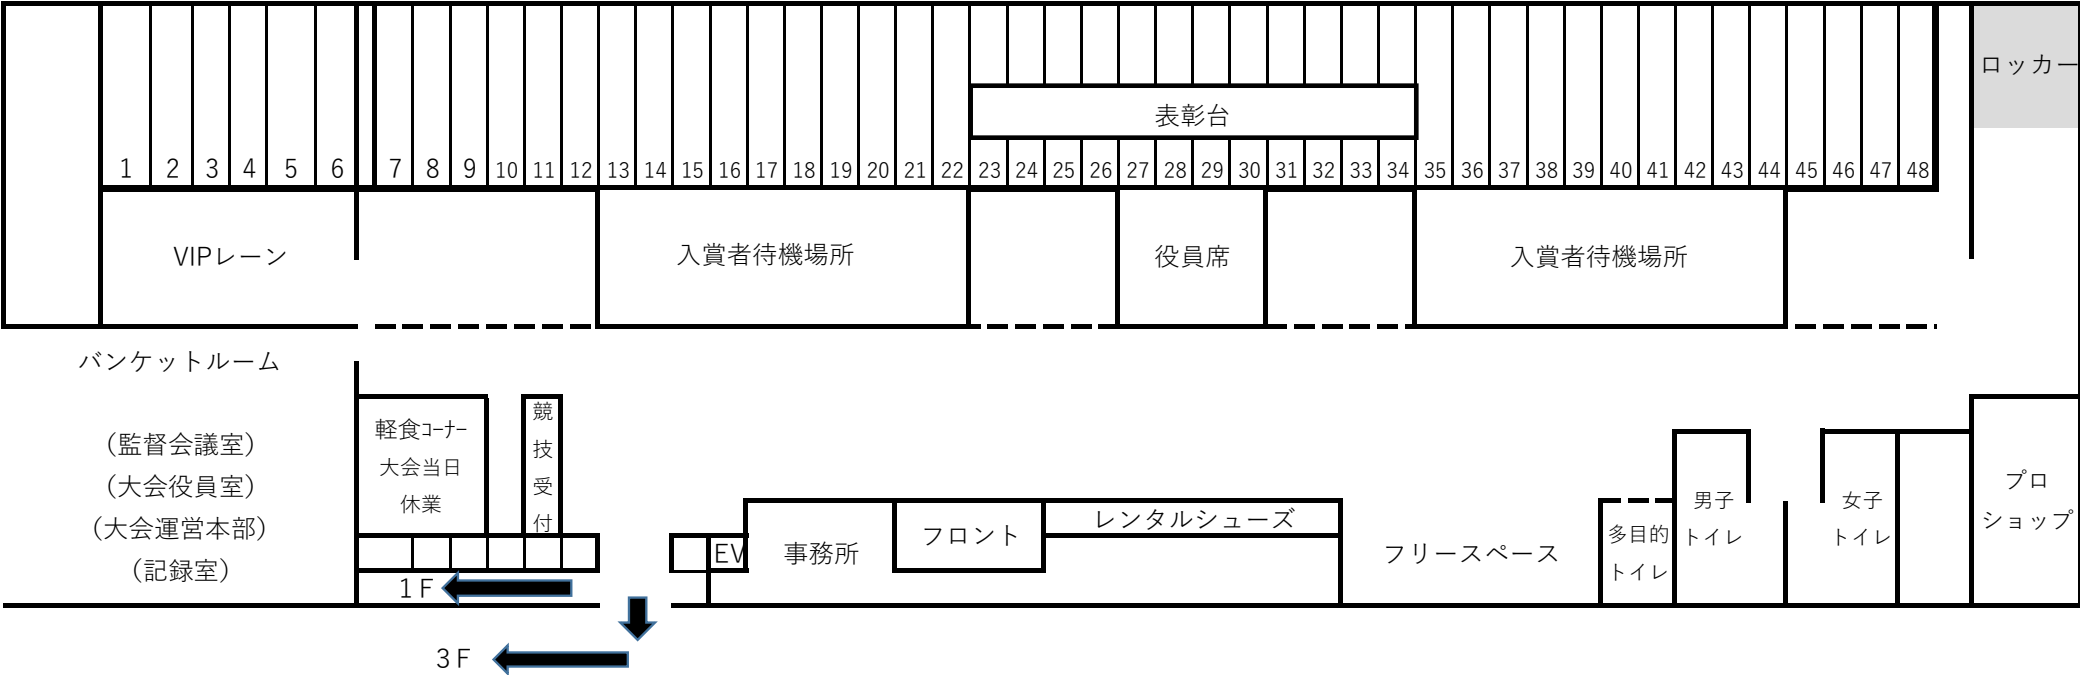 ロッカー
表彰台
1 2 3 4 5 6 7 8 9 10 11 12 13 14 15 16 17 18 19 20 21 22 23 24 25 26 27 28 29 30 31 32 33 34 35 36 37 38 39 40 41 42 43 44 45 46 47 48
VIPレーン
入賞者待機場所
役員席
入賞者待機場所
バンケットルーム
（監督会議室）
（大会役員室）
（大会運営本部）
（記録室）
軽食ｺｰﾅｰ
大会当日
休業
競技受付
EV
事務所
フロント
レンタルシューズ
フリースペース
多目的
トイレ
男子
トイレ
女子
トイレ
プロ
ショップ
１Ｆ
３Ｆ